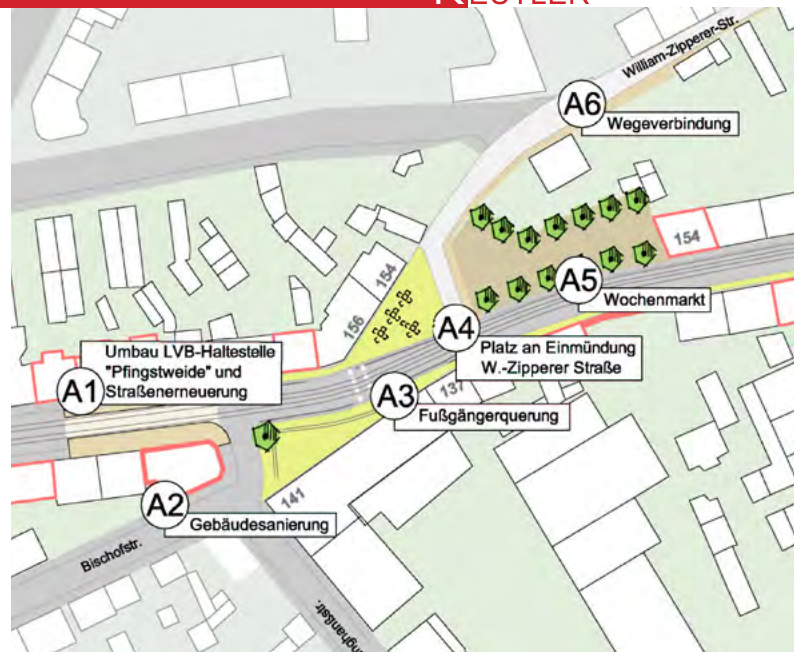 William-Zipperer-Str.
A6
Wegeverbindung
154
154
156
A5
Wochenmarkt
A4
Platz an Einmündung
W.-Zipperer Straße
Umbau LVB-Haltestelle
"Pfingstweide" und
Straßenerneuerung
A1
A3
137
Fußgängerquerung
141
A2
Gebäudesanierung
Bischofstr.